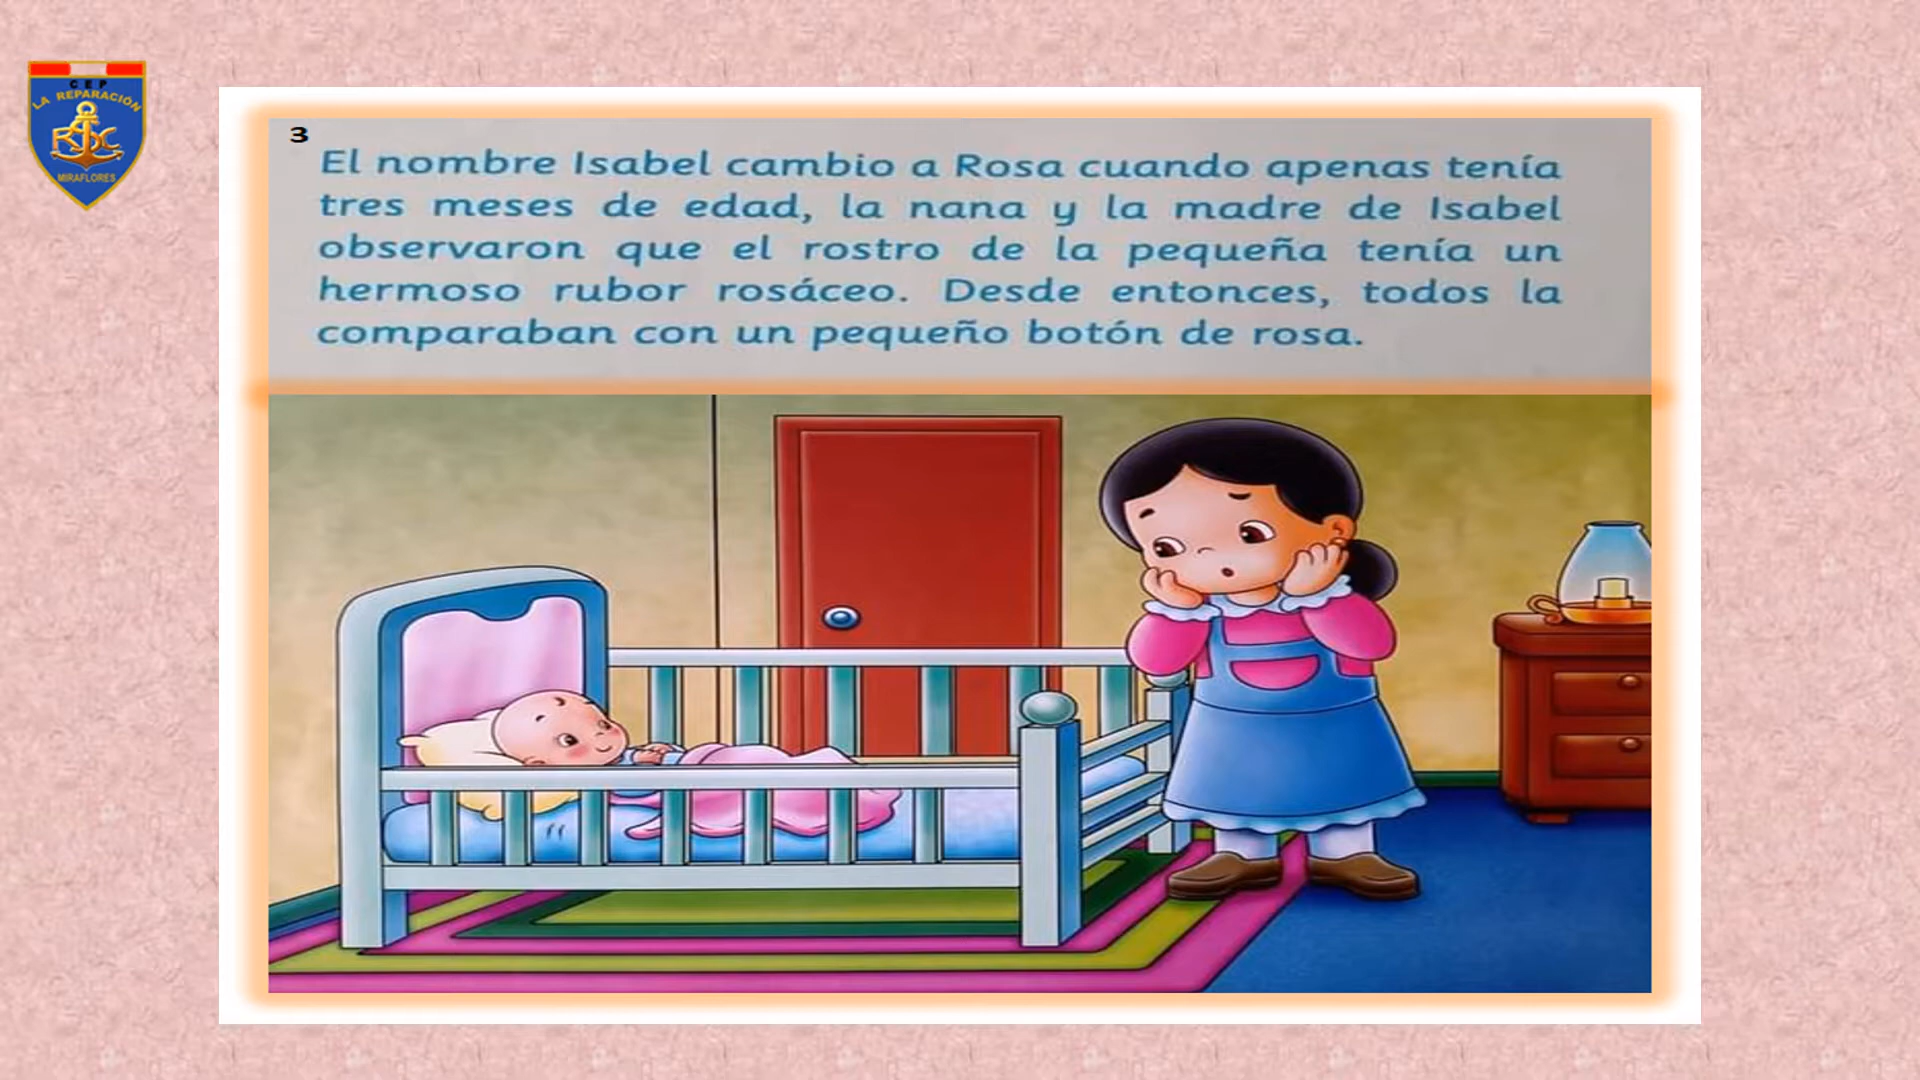 C E P
LA REPARACIÓN
MIRAFLORES
3
El nombre Isabel cambio a Rosa cuando apenas tenía
tres meses de edad, la nana y la madre de Isabel
observaron que el rostro de la pequeña tenía un
hermoso rubor rosáceo. Desde entonces, todos la
comparaban con un pequeño botón de rosa.